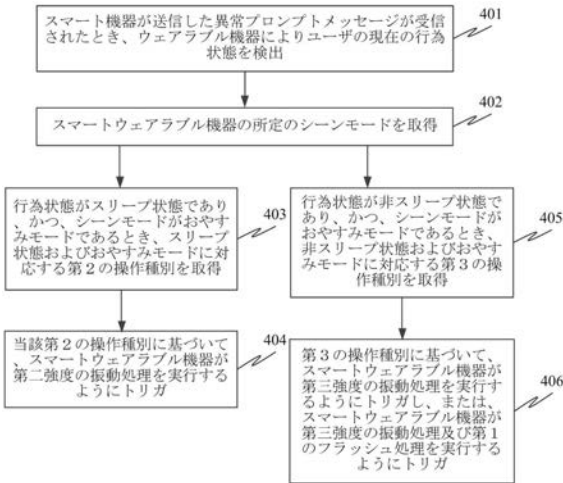 スマート機器が送信した異常プロンプトメッセージが受信
されたとき、ウェアラブル機器によりユーザの現在の行為
状態を検出
401
スマートウェアラブル機器の所定のシーンモードを取得
402
行為状態がスリープ状態であり
、かつ、シーンモードがおやす
みモードであるとき、スリープ
状態およびおやすみモードに対
応する第2の操作種別を取得
403
行為状態が非スリープ状態で
あり、かつ、シーンモードが
おやすみモードであるとき、
非スリープ状態およびおやす
みモードに対応する第3の操
作種別を取得
405
当該第2の操作種別に基づいて
、スマートウェアラブル機器が
第二強度の振動処理を実行する
ようにトリガ
404
第3の操作種別に基づいて、
スマートウェアラブル機器が
第三強度の振動処理を実行す
るようにトリガし、または、
スマートウェアラブル機器が
第三強度の振動処理及び第1
のフラッシュ処理を実行する
ようにトリガ
406